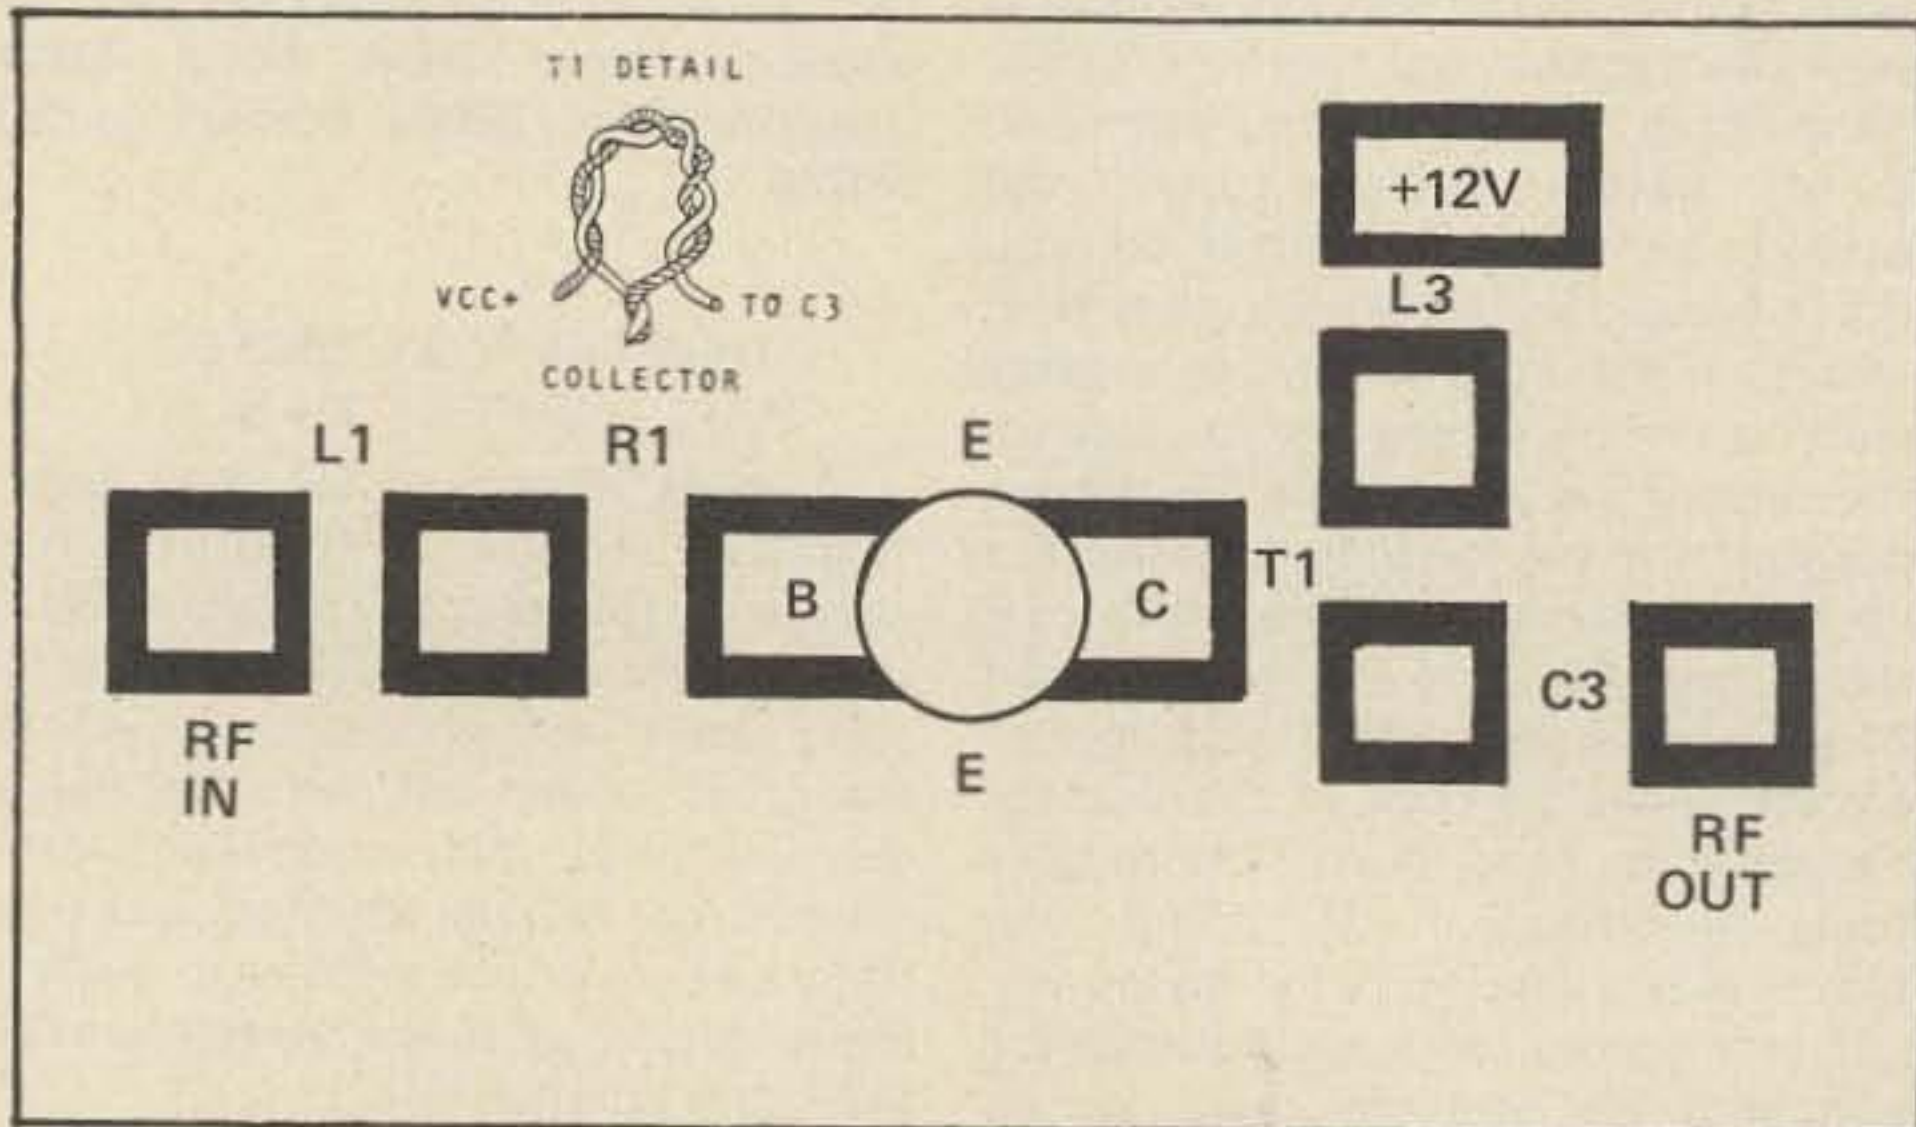 T1 DETAIL
+12V
VCC+
TO C3
L3
COLLECTOR
L1
R1
E
T1
B
C
C3
RF
IN
E
RF
OUT